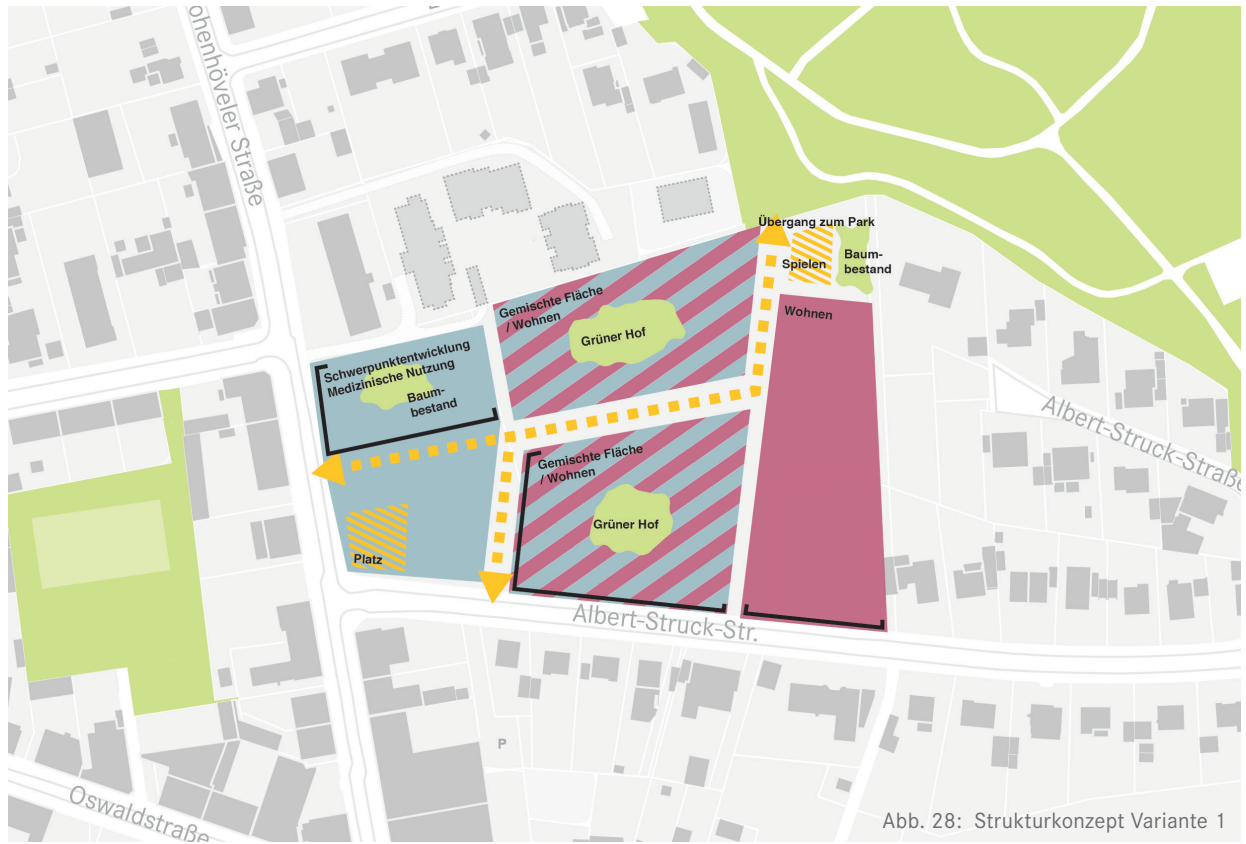 ohenhöveler Straße
Übergang zum Park
Spielen
Baum-
bestand
Gemischte Fläche
/ Wohnen
Grüner Hof
Wohnen
Schwerpunktentwicklung
Medizinische Nutzung
Baum-
bestand
Albert-Struck-Straße
Gemischte Fläche
/ Wohnen
Grüner Hof
Platz
Albert-Struck-Str.
P
Oswaldstraße
Abb. 28: Strukturkonzept Variante 1